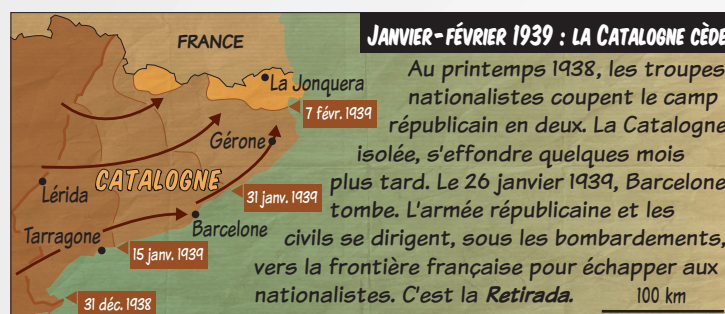 JANVIER-FÉVRIER 1939 : LA CATALOGNE CÈDE
Au printemps 1938, les troupes
nationalistes coupent le camp
républicain en deux. La Catalogne
isolée, s'effondre quelques mois
plus tard. Le 26 janvier 1939, Barcelone
tombe. L'armée républicaine et les
civils se dirigent, sous les bombardements,
vers la frontière française pour échapper aux
nationalistes. C'est la Retirada.
FRANCE
La Jonquera
7 févr. 1939
Gérone
CATALOGNE
Lérida
31 janv. 1939
Barcelone
Tarragone
15 janv. 1939
31 déc. 1938
100 km